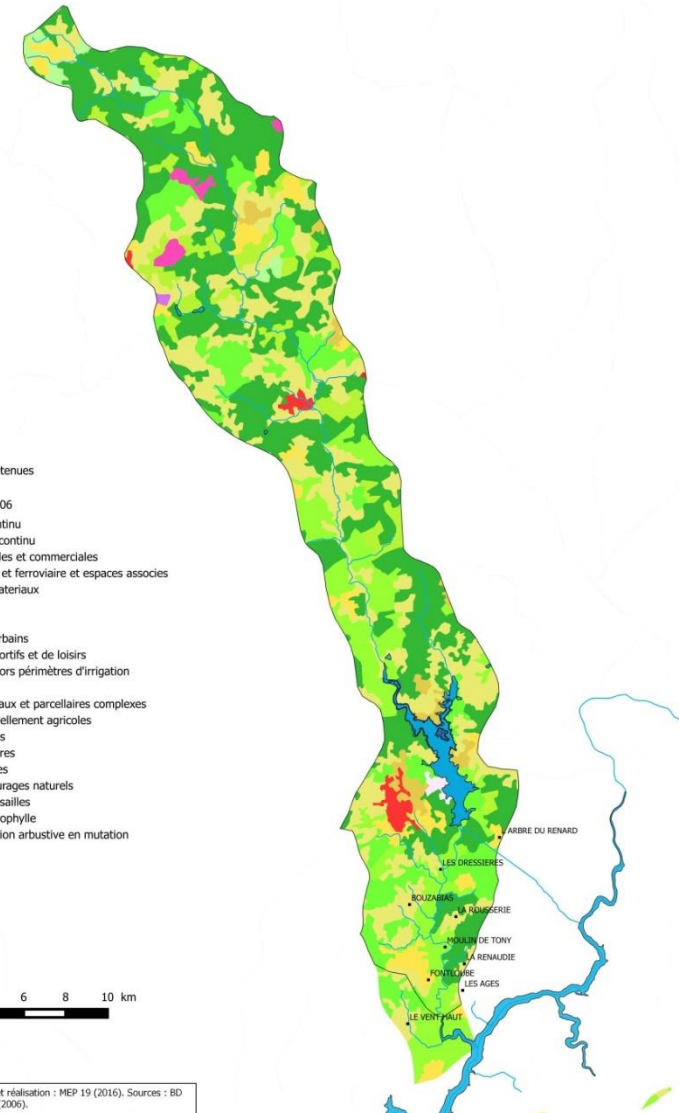 tenues
06
ntinu
continu
les et commerciales
et ferroviaire et espaces associes
ateriaux
rbains
ortifs et de loisirs
ors périmètres d'irrigation
aux et parcellaires complexes
ellement agricoles
s
res
es
urages naturels
sailles
rophylle
ion arbustive en mutation
ARBRE DU RENARD
LES DRESSIERES
BOUZABIAS
LA ROUSSERIE
MOULIN DE TONY
LA RENAUDIE
FONTLOUBE
LES AGES
LE VENT HAUT
6 8 10 km
et réalisation : MEP 19 (2016). Sources : BD
(2006).